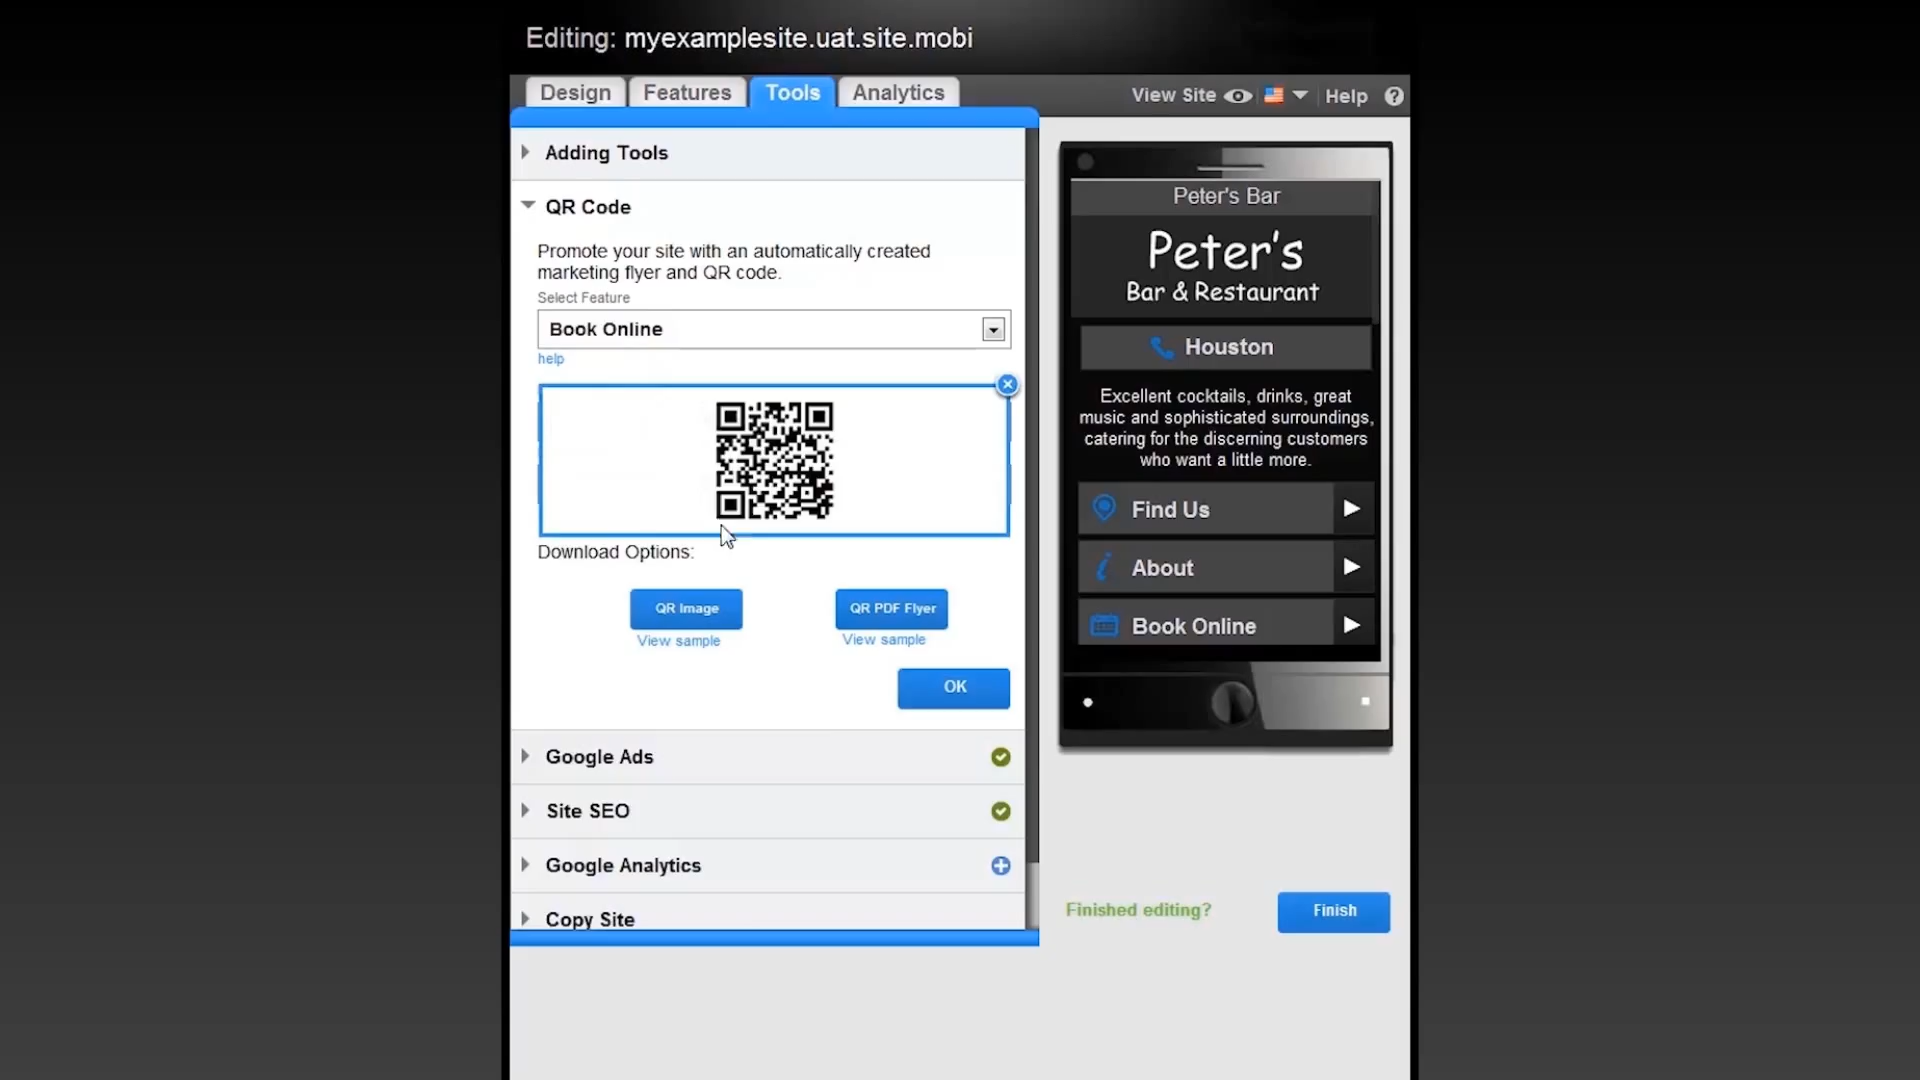 Editing: myexamplesite.uat.site.mobi
Design
Features
Tools
Analytics
View Site
Help
?
Adding Tools
QR Code
Promote your site with an automatically created
marketing flyer and QR code.
Select Feature
Book Online
help
Download Options:
QR Image
QR PDF Flyer
View sample
View sample
OK
Google Ads
Site SEO
Google Analytics
Copy Site
Peter's Bar
Peter's
Bar & Restaurant
Houston
Excellent cocktails, drinks, great
music and sophisticated surroundings,
catering for the discerning customers
who want a little more.
Find Us
About
Book Online
Finished editing?
Finish